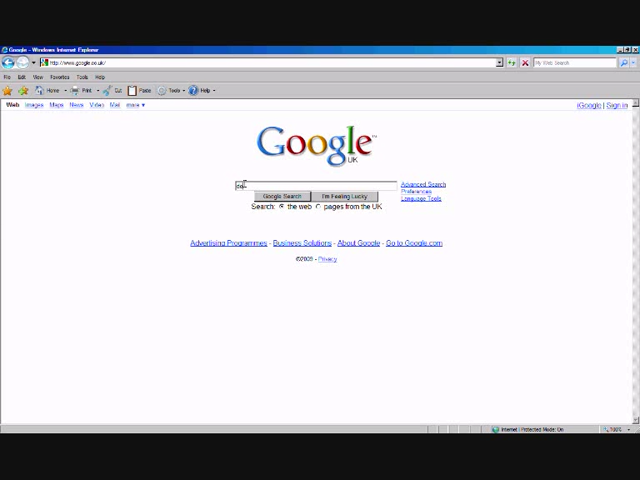 Google - Windows Internet Explorer
http://www.google.co.uk/
My Web Search
File Edit View Favorites Tools Help
Home Print Cut Paste Tools Help
Web Images Maps News Video Mail more ▼
iGoogle | Sign in
Google™
UK
Advanced Search
Preferences
Language Tools
Google Search I'm Feeling Lucky
Search: the web pages from the UK
Advertising Programmes - Business Solutions - About Google - Go to Google.com
©2009 - Privacy
Internet | Protected Mode: On
100%